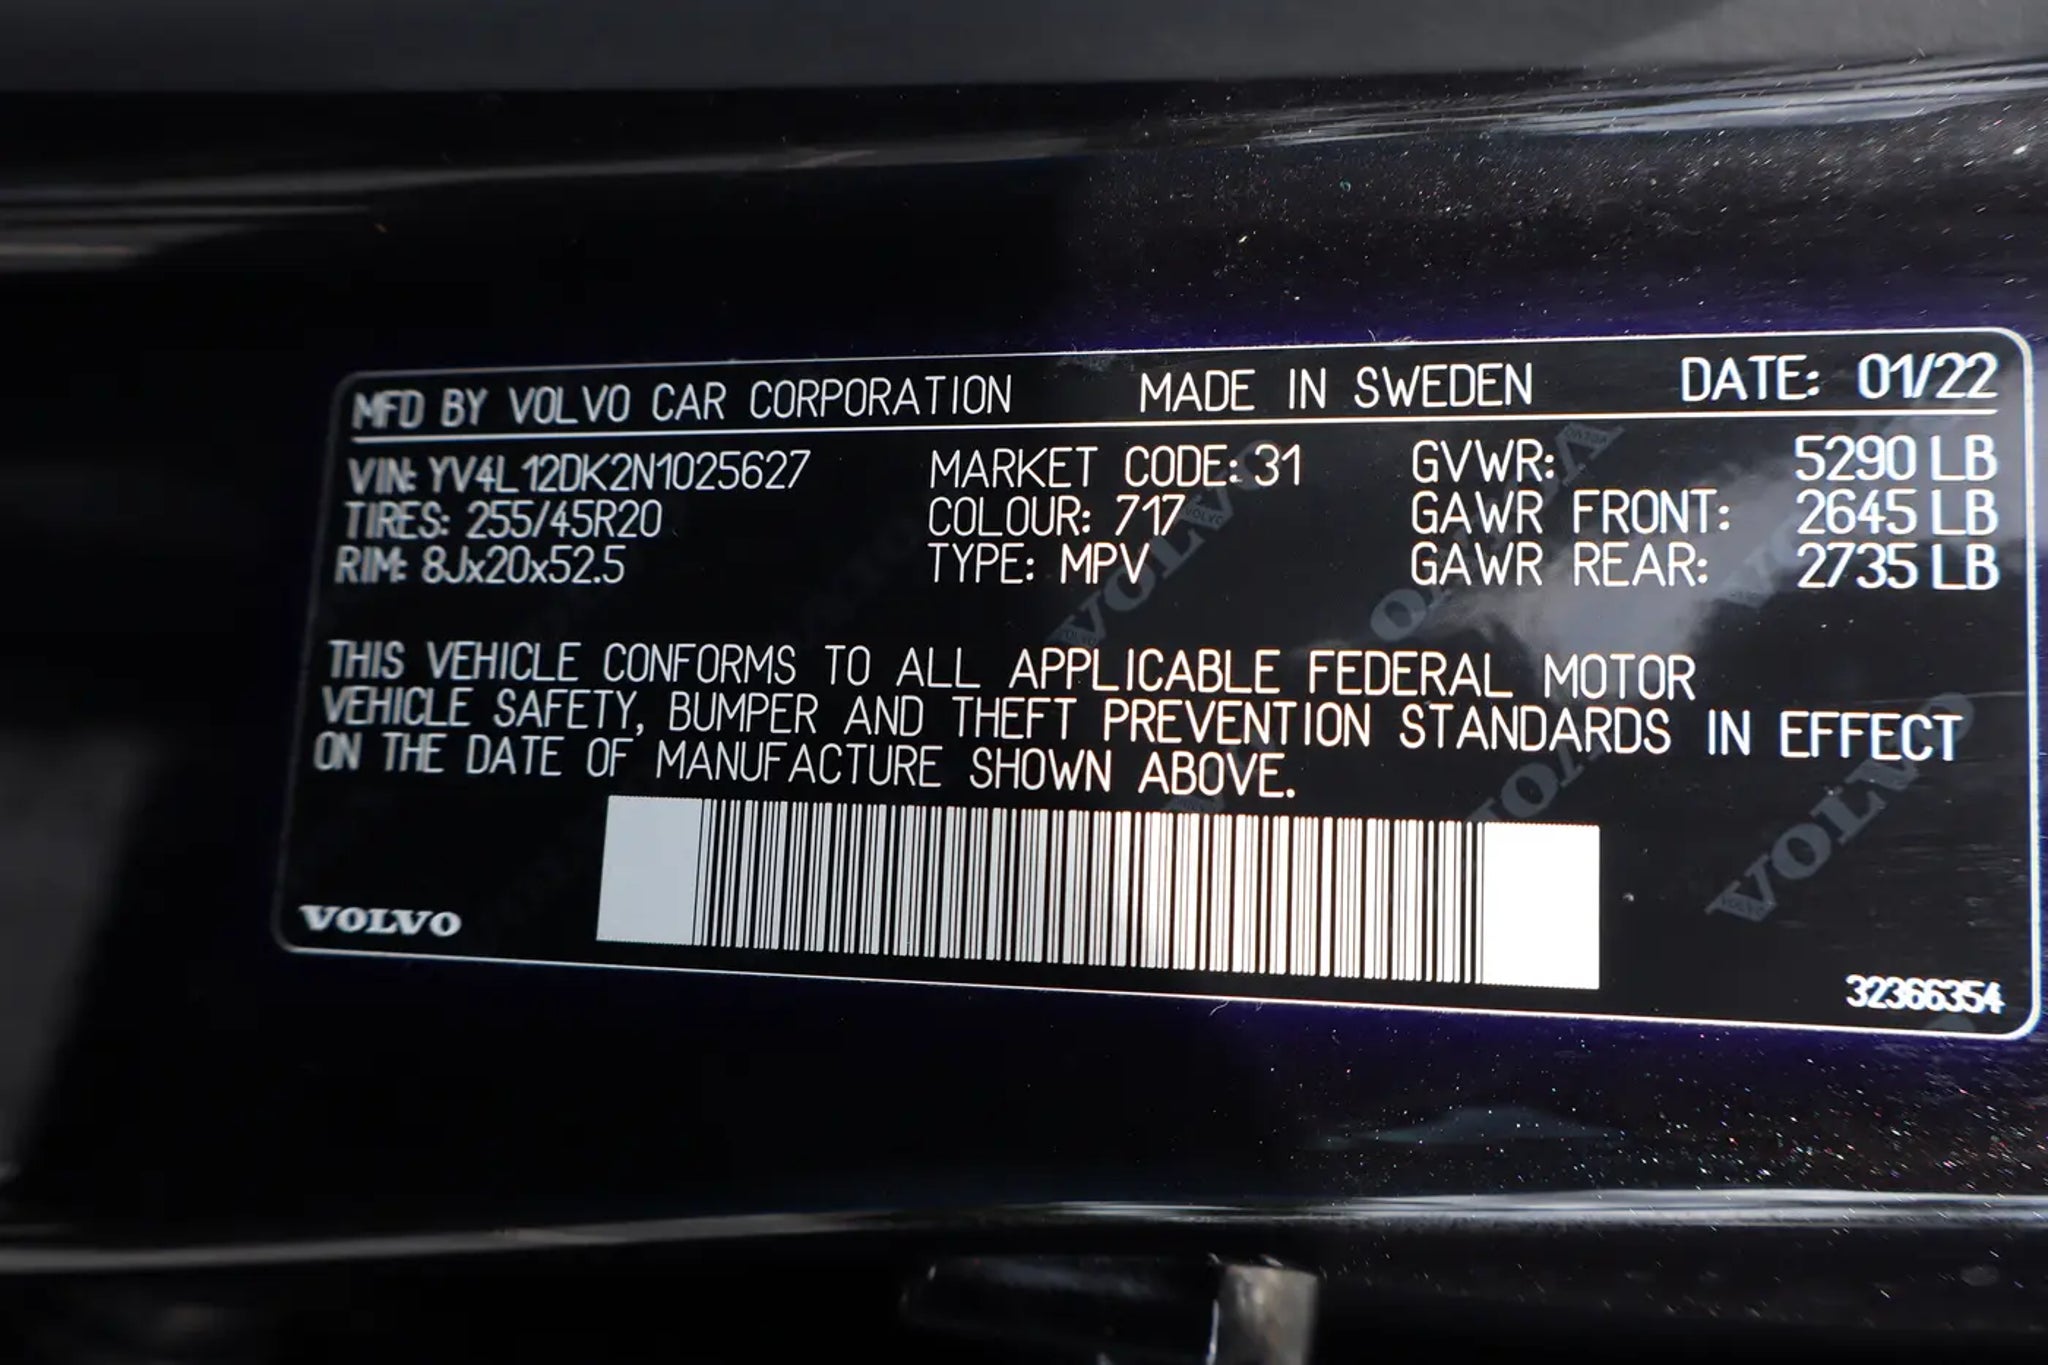 MFD BY VOLVO CAR CORPORATION MADE IN SWEDEN DATE: 01/22
VIN: YV4L12DK2N1025627 MARKET CODE: 31 GVWR: 5290 LB
TIRES: 255/45R20 COLOUR: 717 GAWR FRONT: 2645 LB
RIM: 8Jx20x52.5 TYPE: MPV GAWR REAR: 2735 LB
THIS VEHICLE CONFORMS TO ALL APPLICABLE FEDERAL MOTOR
VEHICLE SAFETY, BUMPER AND THEFT PREVENTION STANDARDS IN EFFECT
ON THE DATE OF MANUFACTURE SHOWN ABOVE.
VOLVO
32366354